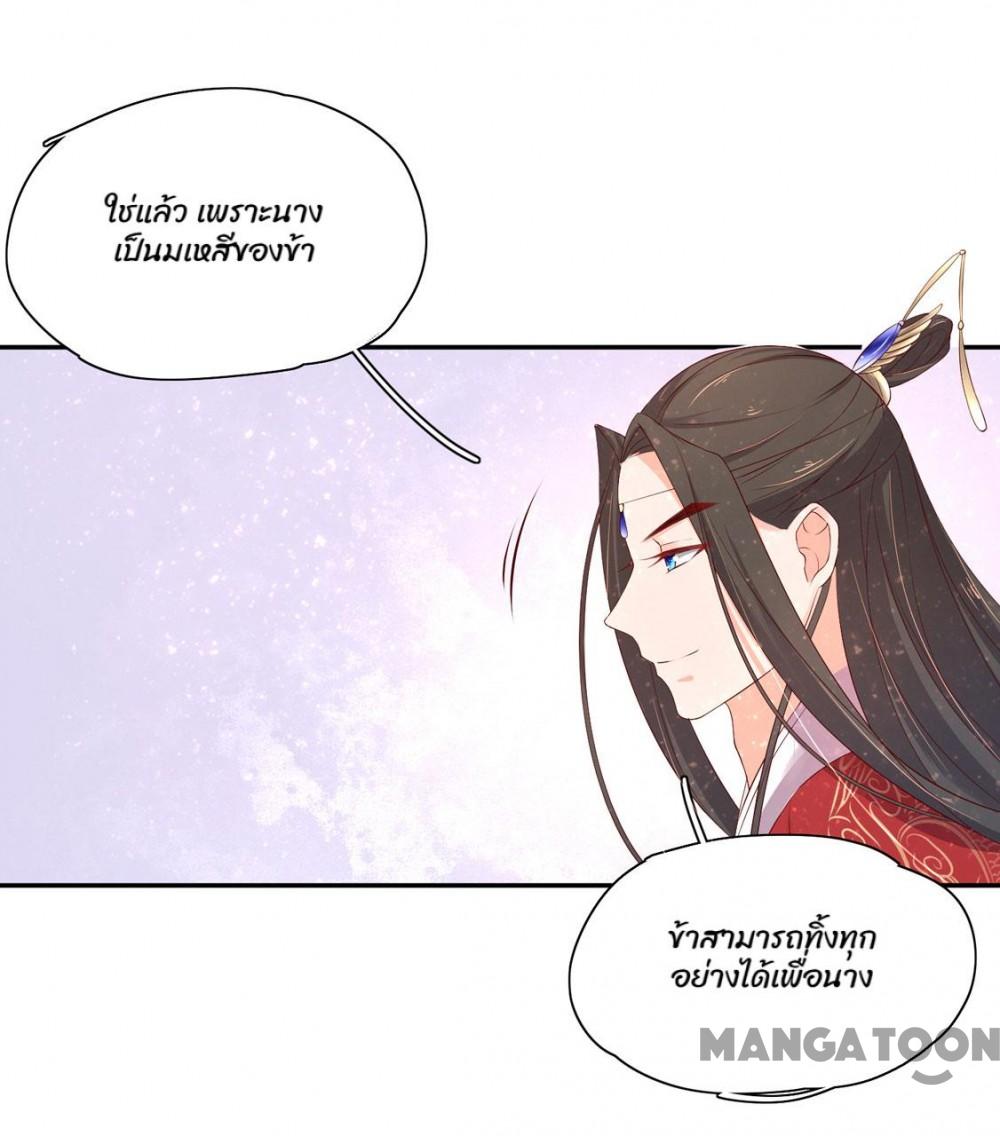 ใช่แล้ว เพราะนาง
เป็นมเหสีของข้า
ข้าสามารถทิ้งทุก
อย่างได้เพื่อนาง
MANGATOON